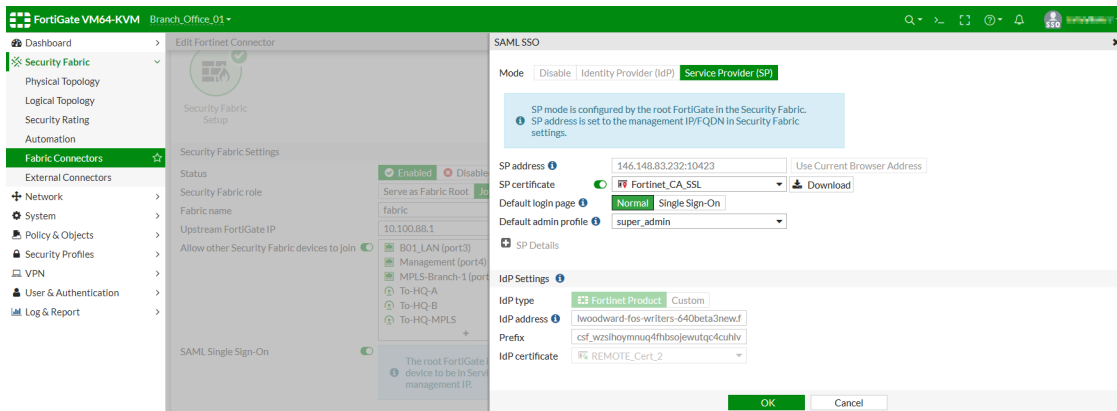 FortiGate VM64-KVM
Branch_Office_01
SSO
Dashboard
Security Fabric
Physical Topology
Logical Topology
Security Rating
Automation
Fabric Connectors
External Connectors
Network
System
Policy & Objects
Security Profiles
VPN
User & Authentication
Log & Report
Edit Fortinet Connector
Security Fabric
Setup
Security Fabric Settings
Status Enabled Disable
Security Fabric role Serve as Fabric Root Jo
Fabric name fabric
Upstream FortiGate IP 10.100.88.1
Allow other Security Fabric devices to join B01_LAN (port3)
Management (port4)
MPLS-Branch-1 (port
To-HQ-A
To-HQ-B
To-HQ-MPLS
+
SAML Single Sign-On
The root FortiGate i
device to be in Servi
management IP.
SAML SSO
Mode Disable Identity Provider (IdP) Service Provider (SP)
SP mode is configured by the root FortiGate in the Security Fabric.
SP address is set to the management IP/FQDN in Security Fabric
settings.
SP address 146.148.83.232:10423 Use Current Browser Address
SP certificate Fortinet_CA_SSL Download
Default login page Normal Single Sign-On
Default admin profile super_admin
SP Details
IdP Settings
IdP type Fortinet Product Custom
IdP address lwoodward-fos-writers-640beta3new.f
Prefix csf_wzsihoymnuq4fhbsojewutqc4cuhlv
IdP certificate REMOTE_Cert_2
OK Cancel